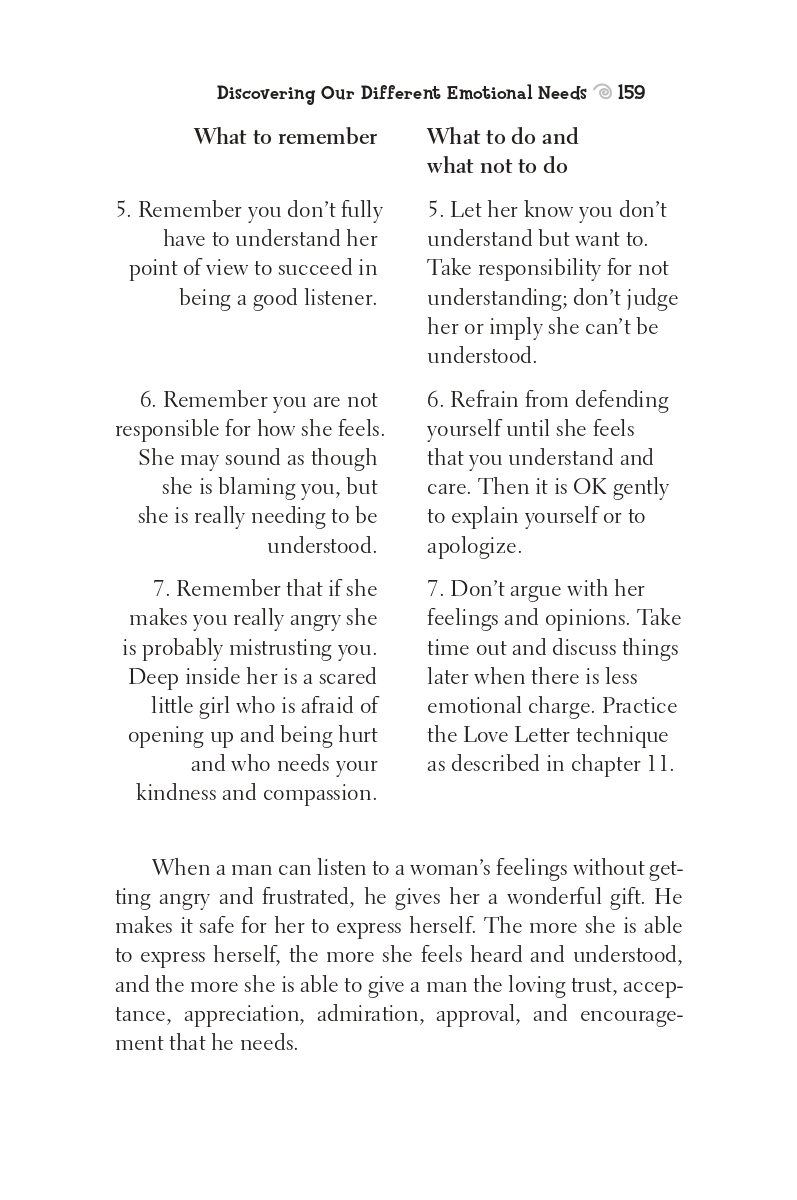 Discovering Our Different Emotional Needs 159
What to remember
What to do and
what not to do
5. Remember you don’t fully
have to understand her
point of view to succeed in
being a good listener.
5. Let her know you don’t
understand but want to.
Take responsibility for not
understanding; don’t judge
her or imply she can’t be
understood.
6. Remember you are not
responsible for how she feels.
She may sound as though
she is blaming you, but
she is really needing to be
understood.
6. Refrain from defending
yourself until she feels
that you understand and
care. Then it is OK gently
to explain yourself or to
apologize.
7. Remember that if she
makes you really angry she
is probably mistrusting you.
Deep inside her is a scared
little girl who is afraid of
opening up and being hurt
and who needs your
kindness and compassion.
7. Don’t argue with her
feelings and opinions. Take
time out and discuss things
later when there is less
emotional charge. Practice
the Love Letter technique
as described in chapter 11.
When a man can listen to a woman’s feelings without get-
ting angry and frustrated, he gives her a wonderful gift. He
makes it safe for her to express herself. The more she is able
to express herself, the more she feels heard and understood,
and the more she is able to give a man the loving trust, accep-
tance, appreciation, admiration, approval, and encourage-
ment that he needs.